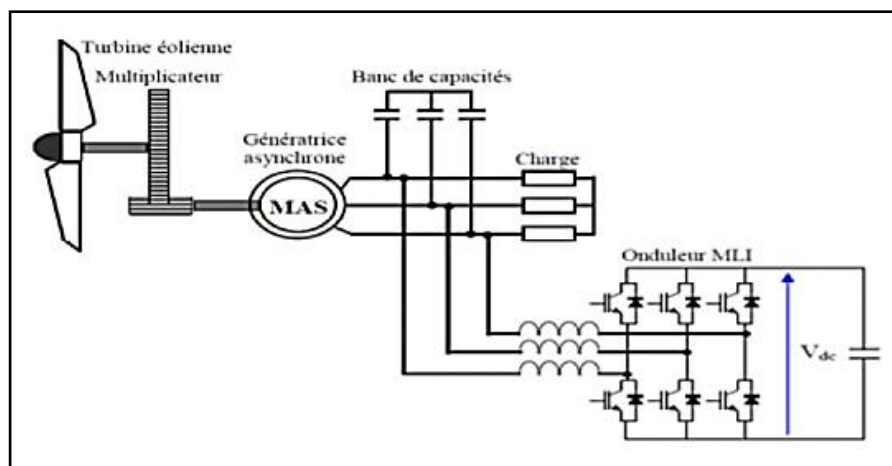 Turbine éolienne
Multiplicateur
Banc de capacités
Génératrice
asynchrone
Charge
MAS
Onduleur MLI
Vdc